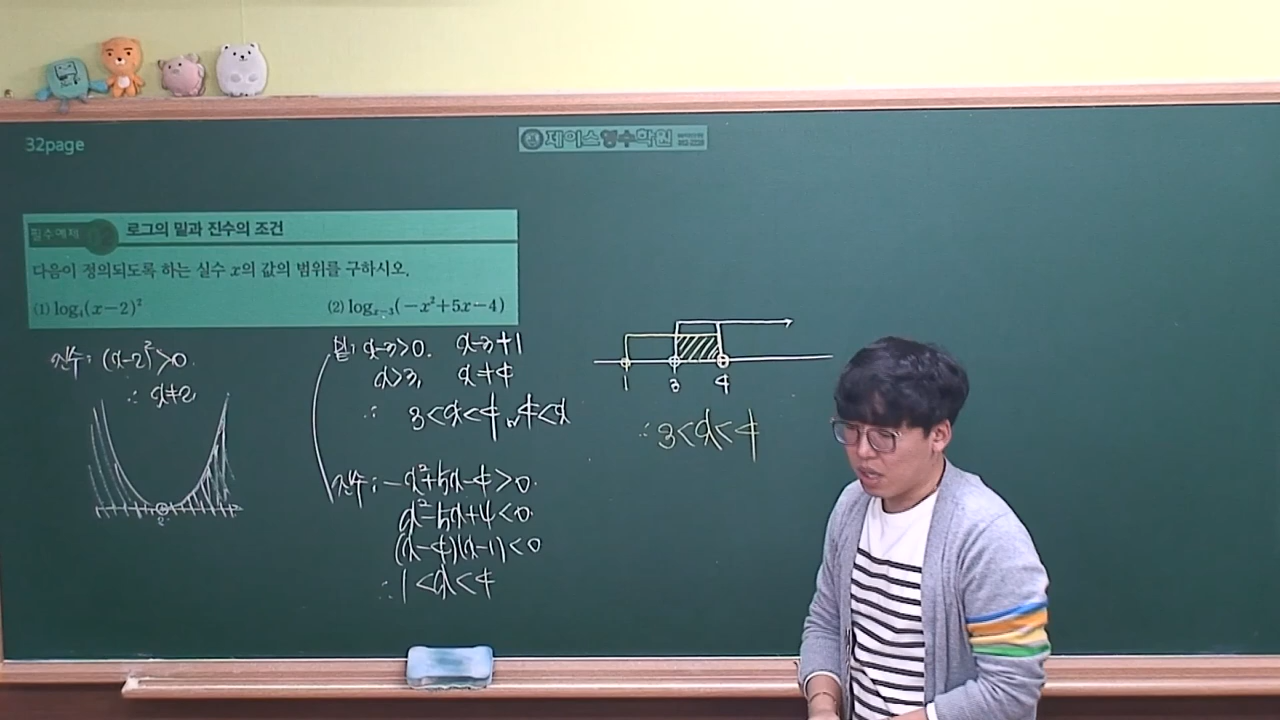 32page
제이스영수학원
필수예제
로그의 밑과 진수의 조건
다음이 정의되도록 하는 실수 x의 값의 범위를 구하시오.
(1) log₄(x−2)²
(2) logₓ₋₃(−x²+5x−4)
진수: (x-2)²>0.
∴ x≠2
2
밑: x-3>0. x-3≠1
x>3, x≠4
∴ 3<x<4, 4<x
진수: -x²+5x-4>0.
x²-5x+4<0.
(x-4)(x-1)<0
∴ 1<x<4
1 3 4
∴ 3<x<4